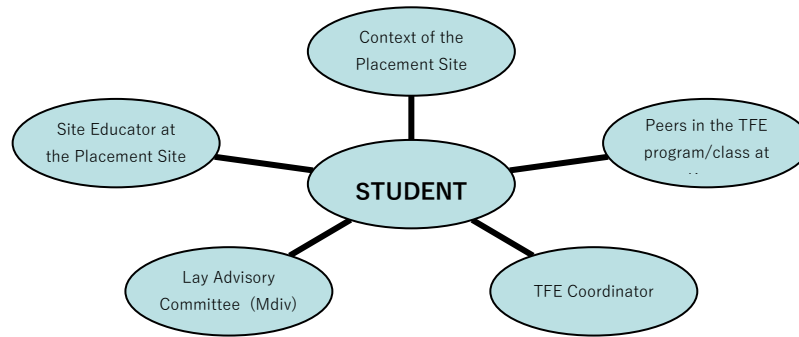 Context of the
Placement Site
Site Educator at
the Placement Site
Peers in the TFE
program/class at
STUDENT
Lay Advisory
Committee (Mdiv)
TFE Coordinator